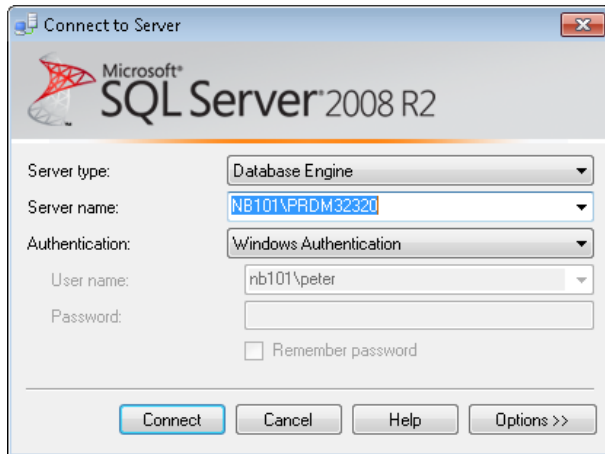 Connect to Server
Microsoft®
SQL Server® 2008 R2
Server type: Database Engine
Server name: NB101\PRDM32320
Authentication: Windows Authentication
User name: nb101\peter
Password:
Remember password
Connect Cancel Help Options >>